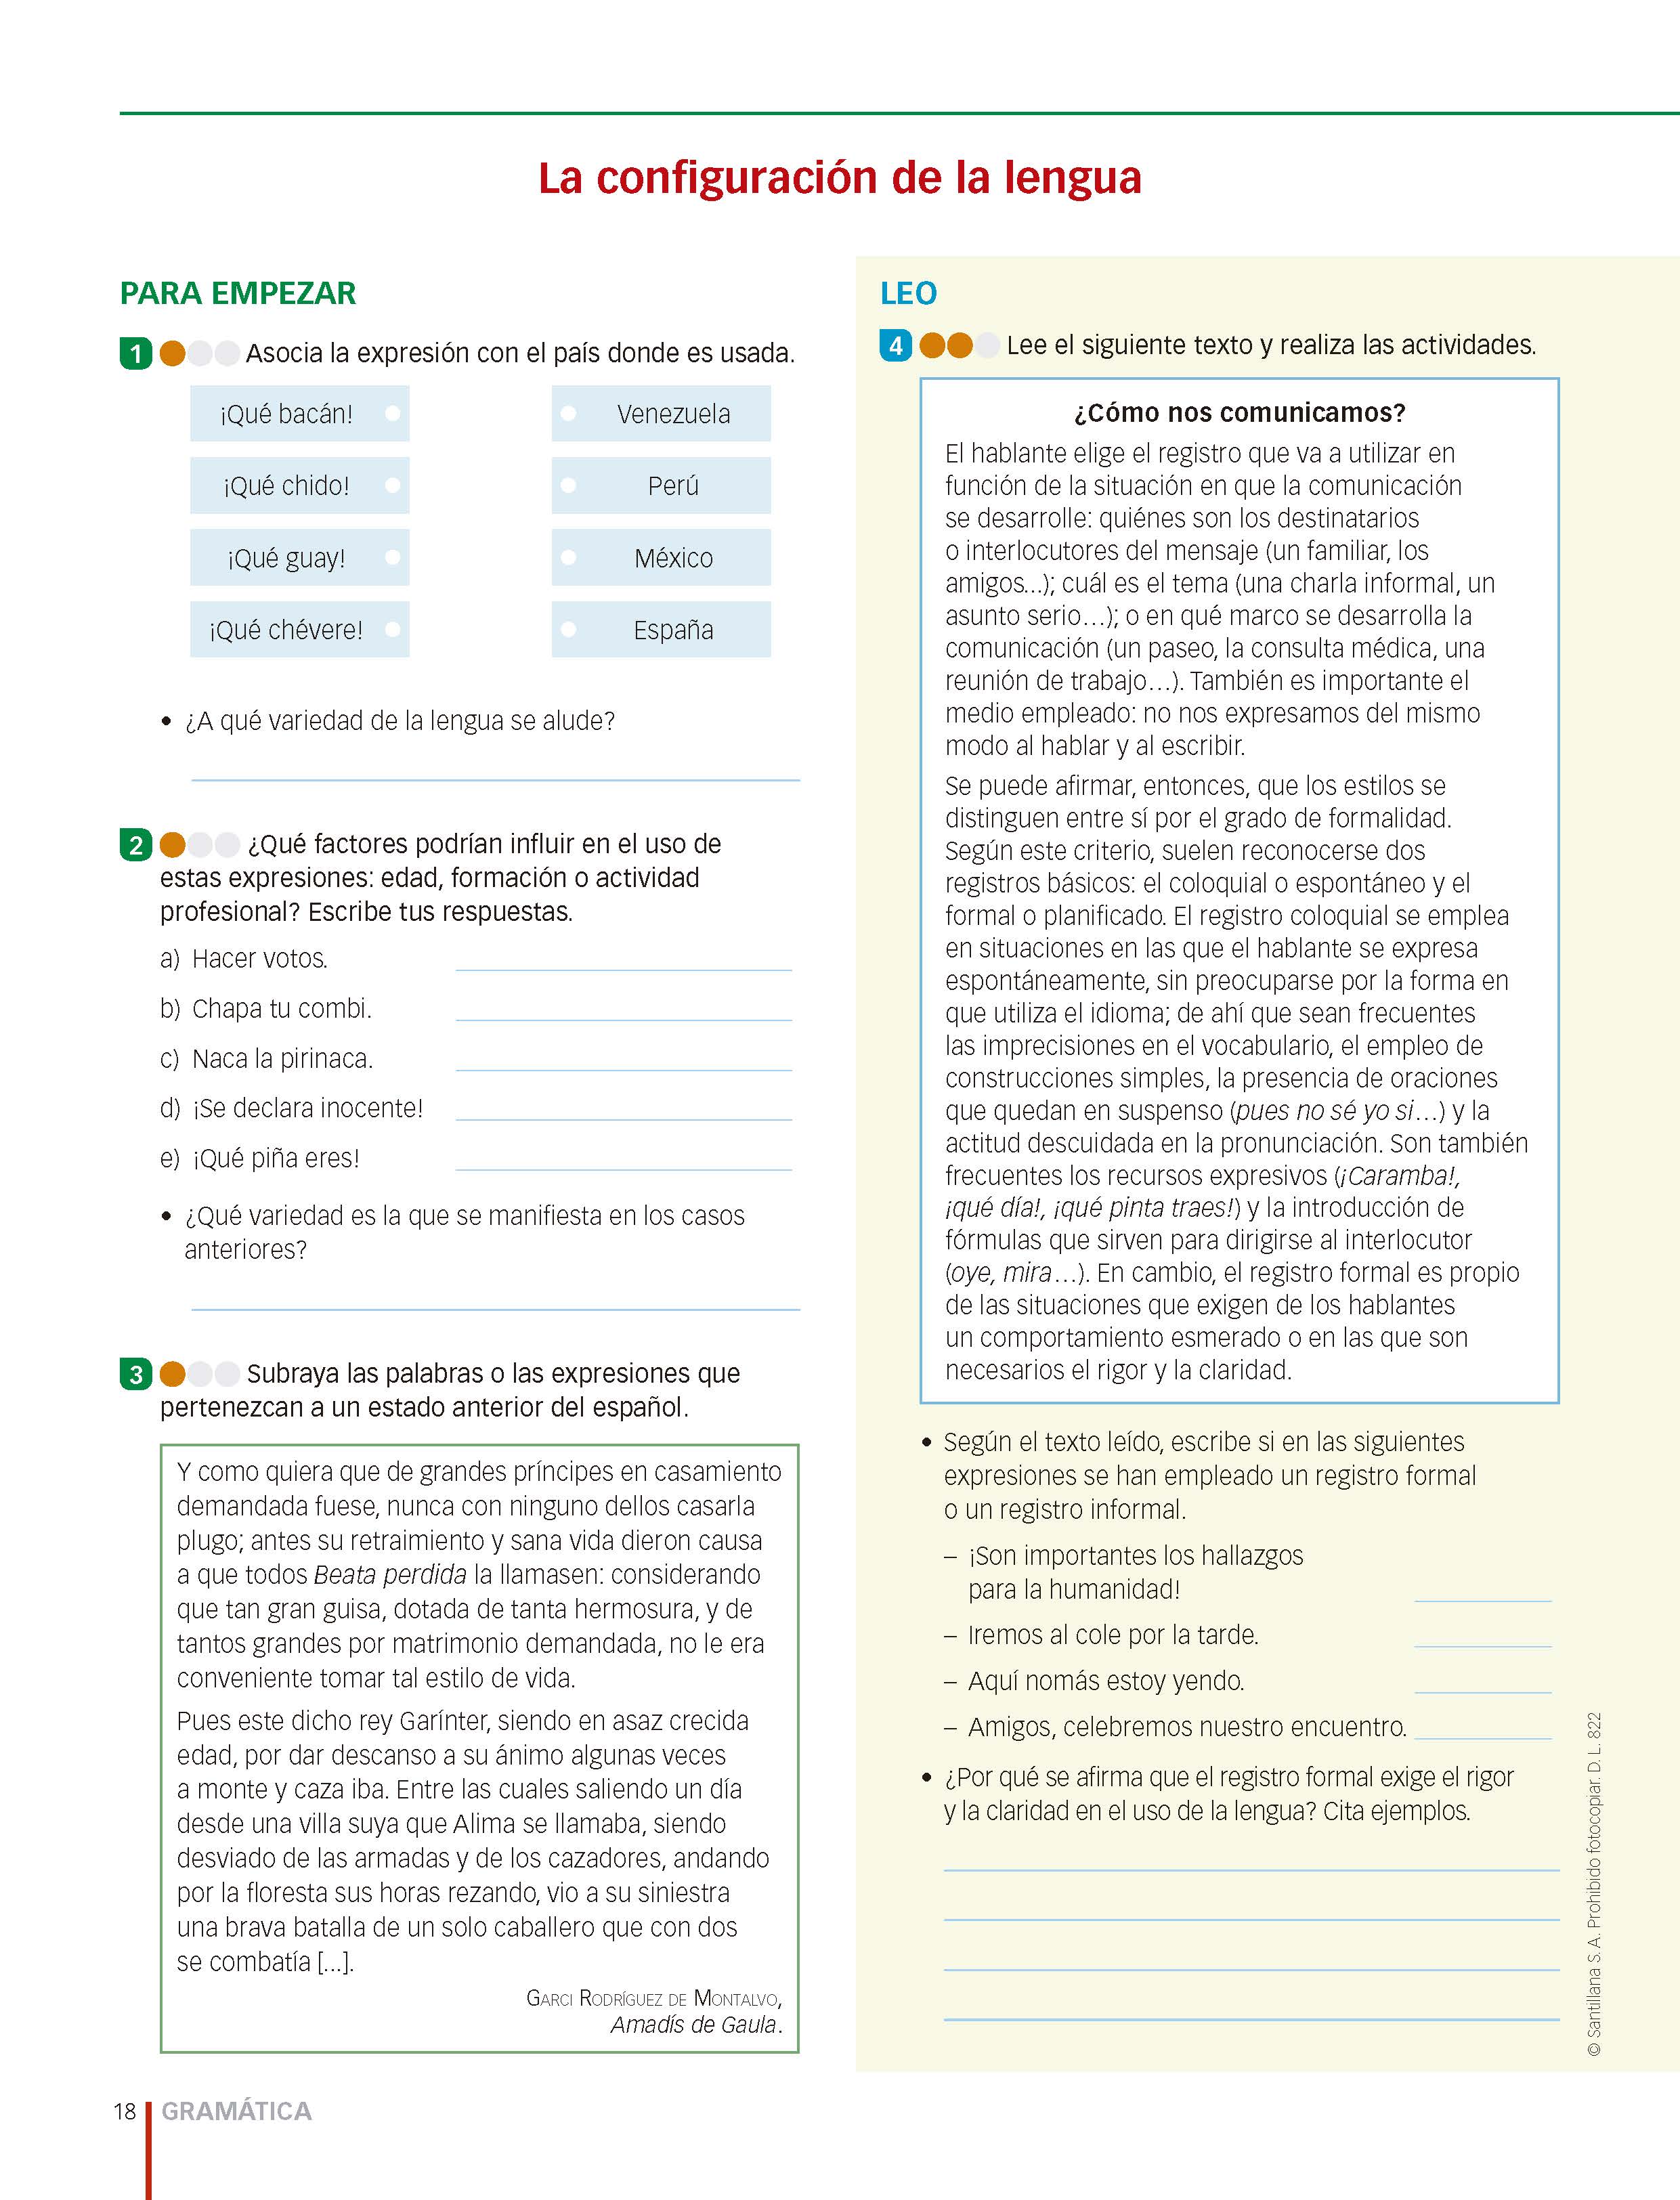 La configuración de la lengua
PARA EMPEZAR
1 Asocia la expresión con el país donde es usada.
¡Qué bacán! Venezuela
¡Qué chido! Perú
¡Qué guay! México
¡Qué chévere! España
• ¿A qué variedad de la lengua se alude?
2 ¿Qué factores podrían influir en el uso de
estas expresiones: edad, formación o actividad
profesional? Escribe tus respuestas.
a) Hacer votos.
b) Chapa tu combi.
c) Naca la pirinaca.
d) ¡Se declara inocente!
e) ¡Qué piña eres!
• ¿Qué variedad es la que se manifiesta en los casos
anteriores?
3 Subraya las palabras o las expresiones que
pertenezcan a un estado anterior del español.
Y como quiera que de grandes príncipes en casamiento
demandada fuese, nunca con ninguno dellos casarla
plugo; antes su retraimiento y sana vida dieron causa
a que todos Beata perdida la llamasen: considerando
que tan gran guisa, dotada de tanta hermosura, y de
tantos grandes por matrimonio demandada, no le era
conveniente tomar tal estilo de vida.
Pues este dicho rey Garínter, siendo en asaz crecida
edad, por dar descanso a su ánimo algunas veces
a monte y caza iba. Entre las cuales saliendo un día
desde una villa suya que Alima se llamaba, siendo
desviado de las armadas y de los cazadores, andando
por la floresta sus horas rezando, vio a su siniestra
una brava batalla de un solo caballero que con dos
se combatía [...].
Garci Rodríguez de Montalvo,
Amadís de Gaula.
LEO
4 Lee el siguiente texto y realiza las actividades.
¿Cómo nos comunicamos?
El hablante elige el registro que va a utilizar en
función de la situación en que la comunicación
se desarrolle: quiénes son los destinatarios
o interlocutores del mensaje (un familiar, los
amigos...); cuál es el tema (una charla informal, un
asunto serio...); o en qué marco se desarrolla la
comunicación (un paseo, la consulta médica, una
reunión de trabajo...). También es importante el
medio empleado: no nos expresamos del mismo
modo al hablar y al escribir.
Se puede afirmar, entonces, que los estilos se
distinguen entre sí por el grado de formalidad.
Según este criterio, suelen reconocerse dos
registros básicos: el coloquial o espontáneo y el
formal o planificado. El registro coloquial se emplea
en situaciones en las que el hablante se expresa
espontáneamente, sin preocuparse por la forma en
que utiliza el idioma; de ahí que sean frecuentes
las imprecisiones en el vocabulario, el empleo de
construcciones simples, la presencia de oraciones
que quedan en suspenso (pues no sé yo si...) y la
actitud descuidada en la pronunciación. Son también
frecuentes los recursos expresivos (¡Caramba!,
¡qué día!, ¡qué pinta traes!) y la introducción de
fórmulas que sirven para dirigirse al interlocutor
(oye, mira...). En cambio, el registro formal es propio
de las situaciones que exigen de los hablantes
un comportamiento esmerado o en las que son
necesarios el rigor y la claridad.
• Según el texto leído, escribe si en las siguientes
expresiones se han empleado un registro formal
o un registro informal.
– ¡Son importantes los hallazgos
para la humanidad!
– Iremos al cole por la tarde.
– Aquí nomás estoy yendo.
– Amigos, celebremos nuestro encuentro.
• ¿Por qué se afirma que el registro formal exige el rigor
y la claridad en el uso de la lengua? Cita ejemplos.
© Santillana S. A. Prohibido fotocopiar. D. L. 822
18 GRAMÁTICA